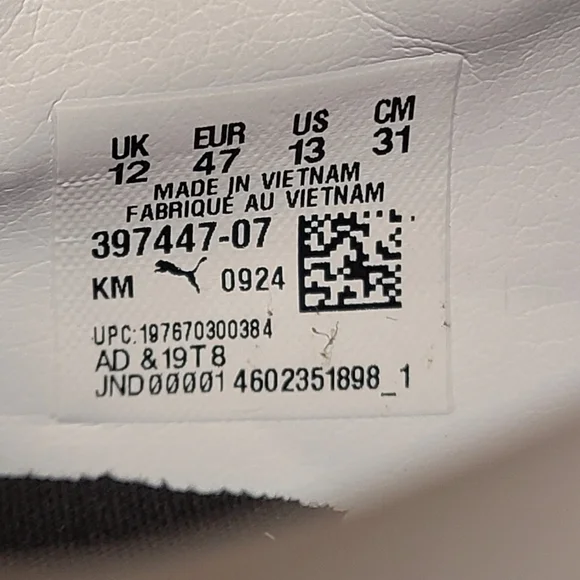 UK EUR US CM
12 47 13 31
MADE IN VIETNAM
FABRIQUÉ AU VIETNAM
397447-07
KM 0924
UPC:197670300384
AD &19T8
JND00001 4602351898_1